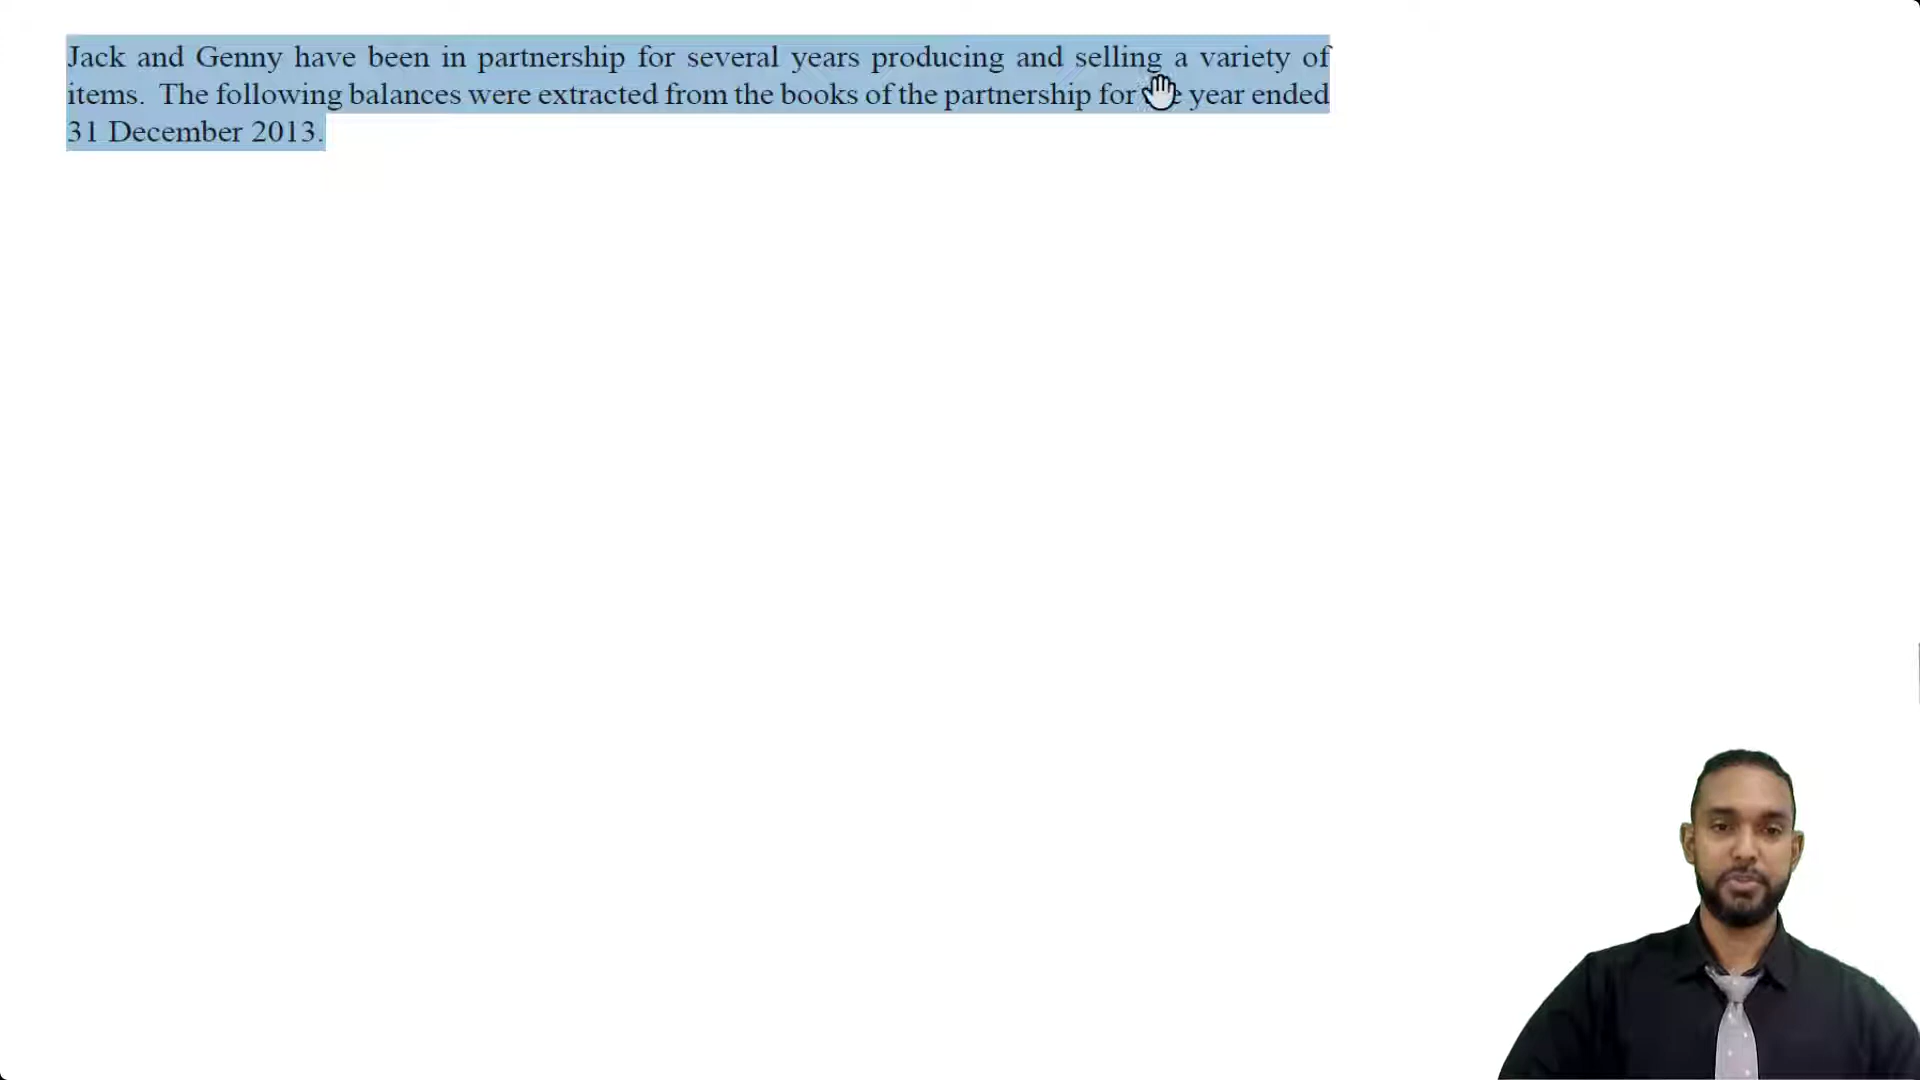 Jack and Genny have been in partnership for several years producing and selling a variety of
items. The following balances were extracted from the books of the partnership for year ended
31 December 2013.